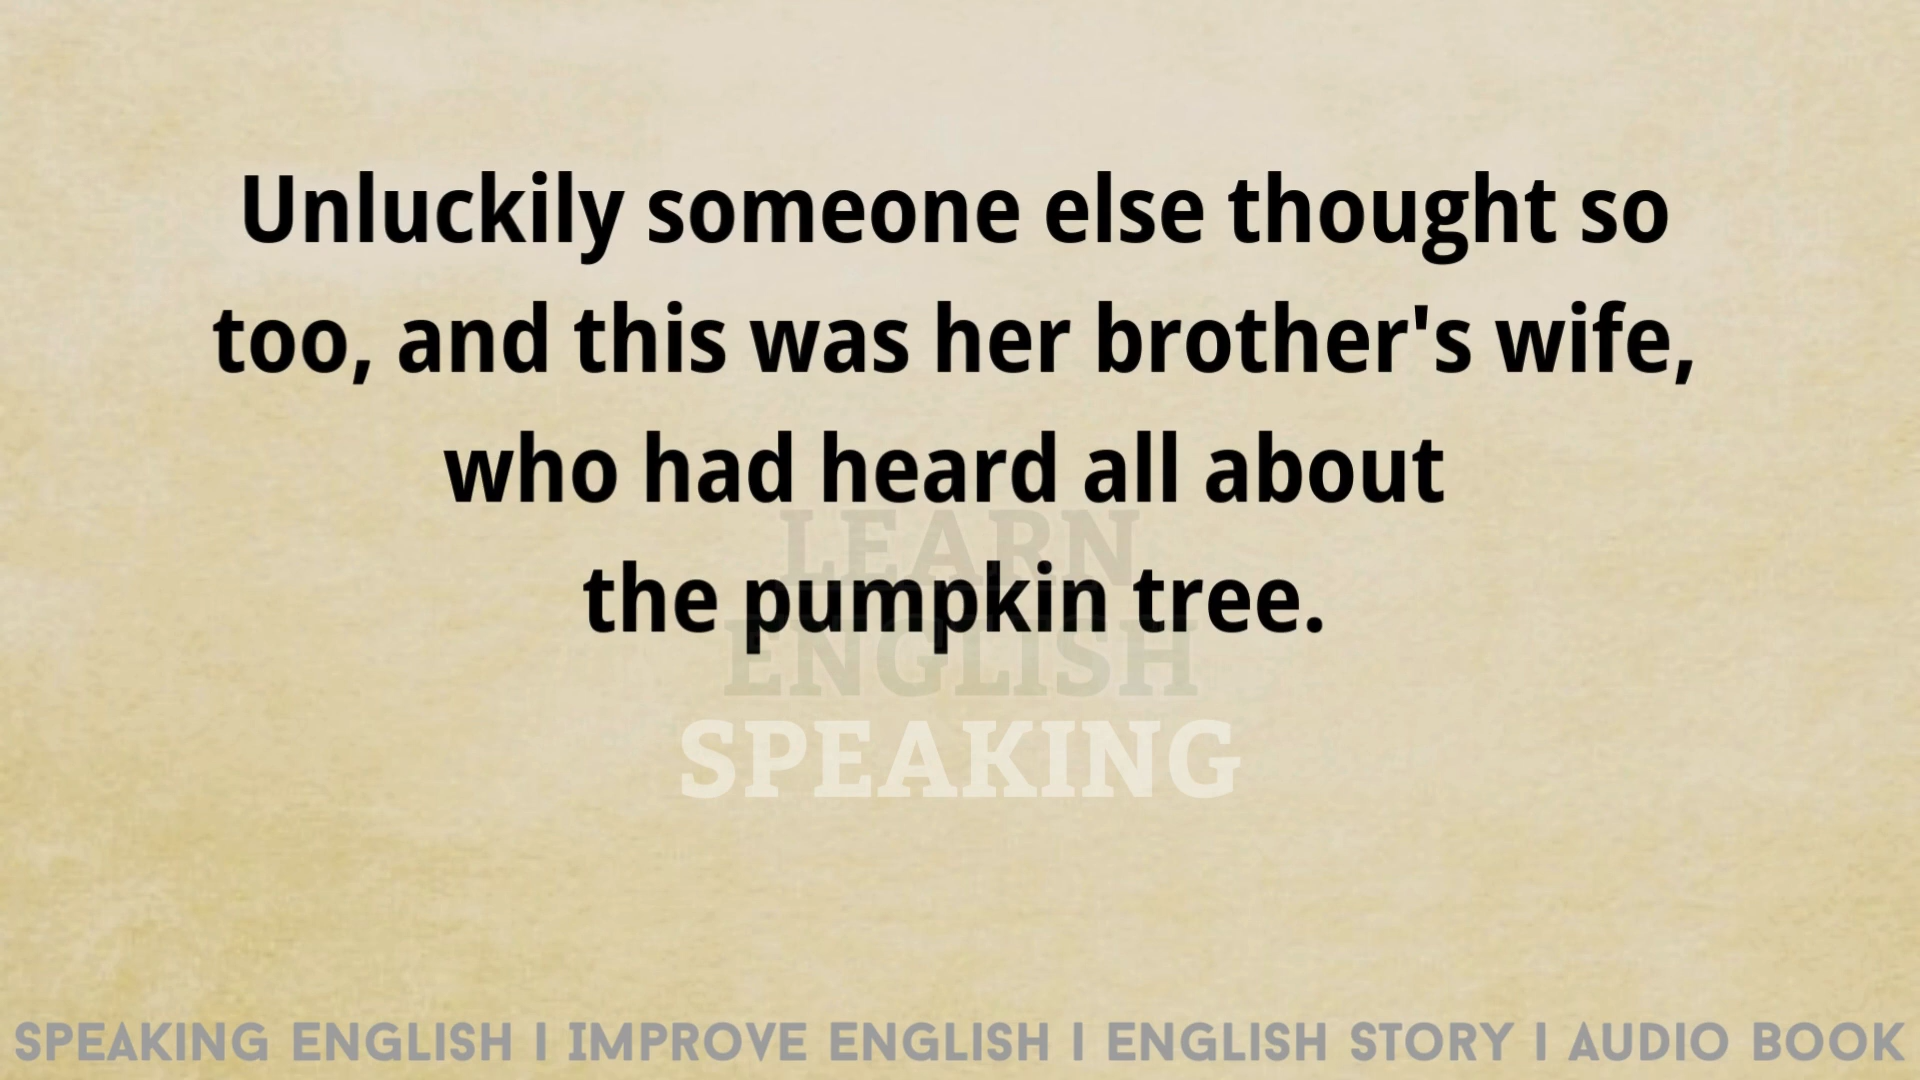 Unluckily someone else thought so
too, and this was her brother's wife,
who had heard all about
the pumpkin tree.
LEARN
ENGLISH
SPEAKING
SPEAKING ENGLISH I IMPROVE ENGLISH I ENGLISH STORY I AUDIO BOOK